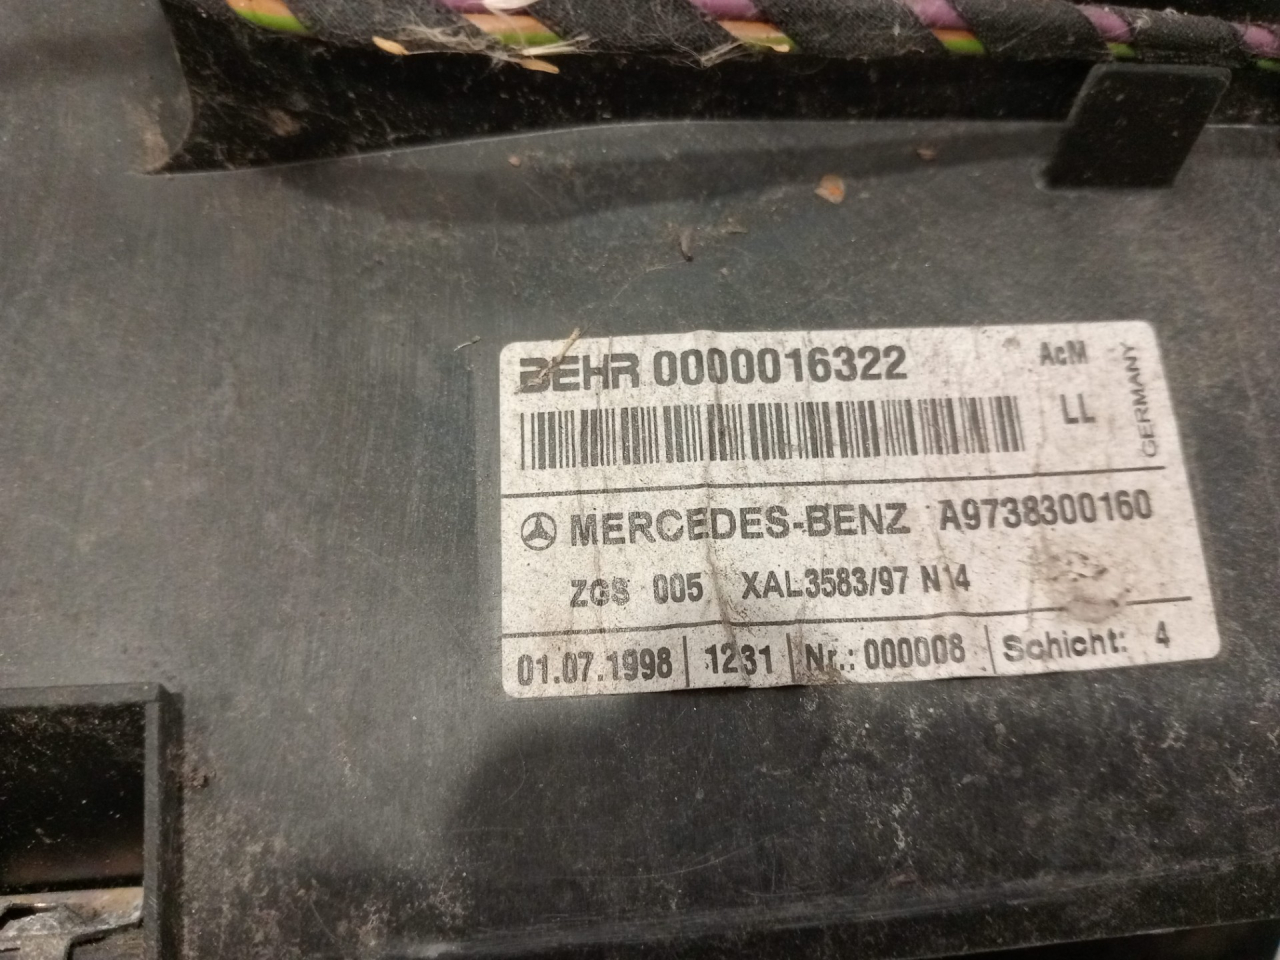 BEHR 0000016322 AcM
LL
GERMANY
MERCEDES-BENZ A9738300160
ZGS 005 XAL3583/97 N14
01.07.1998 1231 Nr.: 000008 Schicht: 4